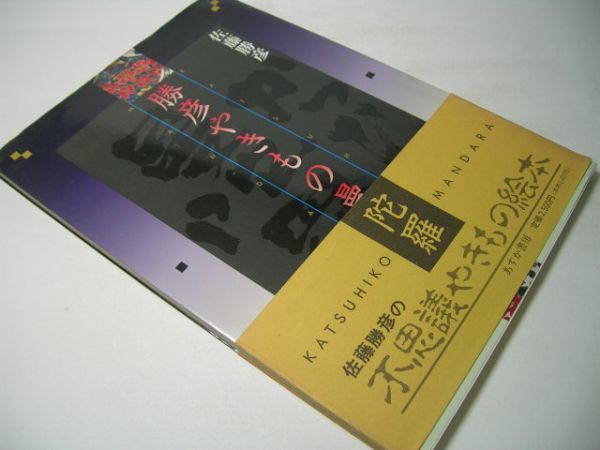 佐藤勝彦
勝彦やきもの曼
陀羅
KATSUHIKO MANDARA
佐藤勝彦の
不思議やきもの絵本
あすか書房